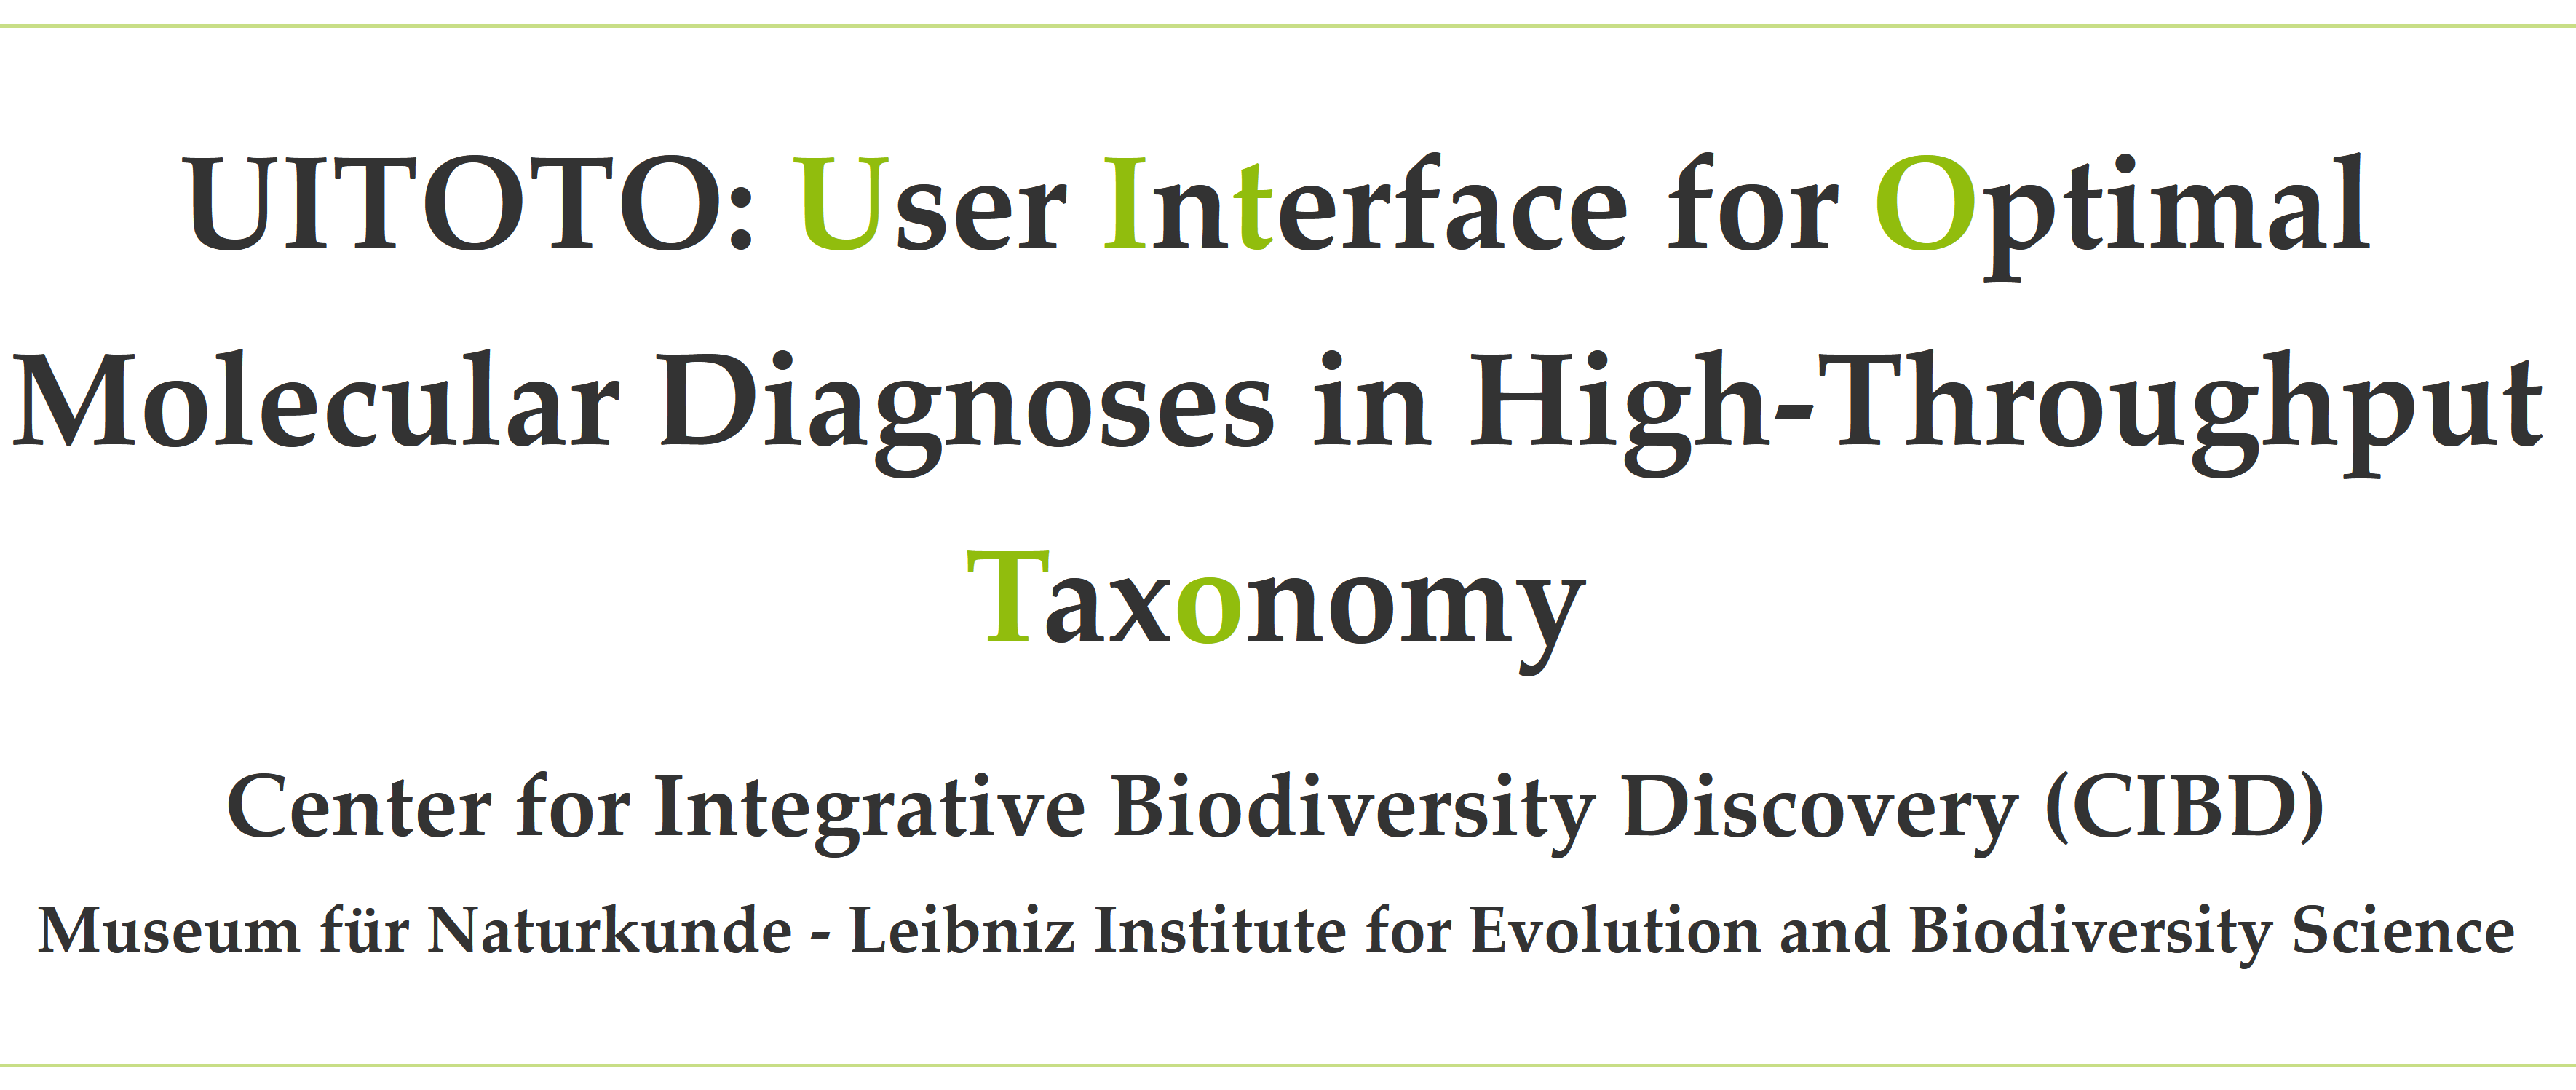 UITOTO: User Interface for Optimal
Molecular Diagnoses in High-Throughput
Taxonomy
Center for Integrative Biodiversity Discovery (CIBD)
Museum für Naturkunde - Leibniz Institute for Evolution and Biodiversity Science